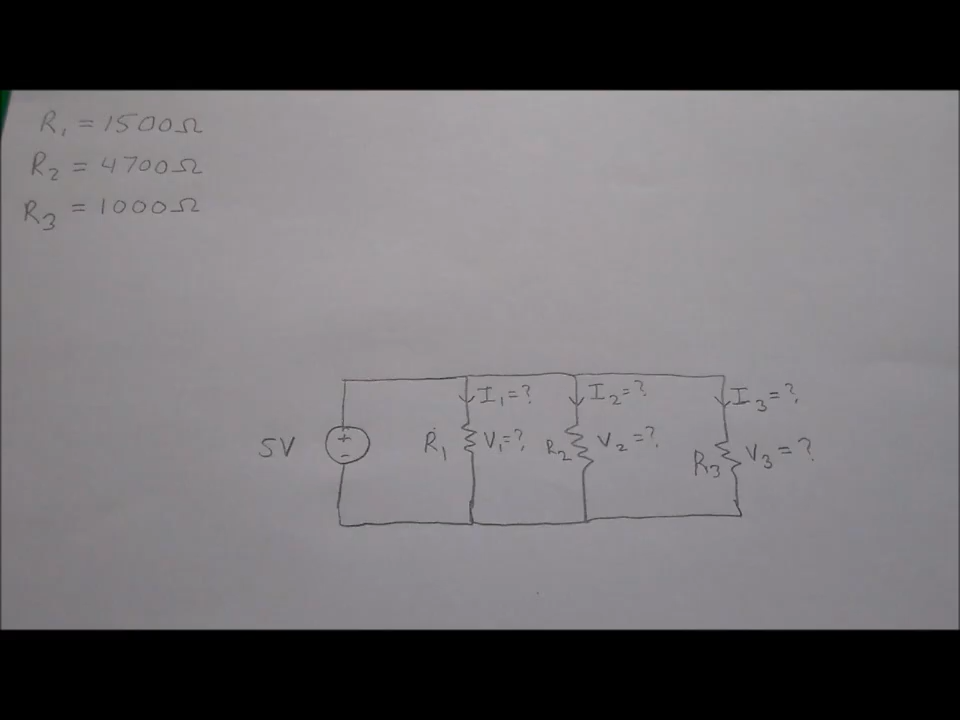 R₁ = 1500Ω
R₂ = 4700Ω
R₃ = 1000Ω
I₁=?
I₂=?
I₃=?
5V
+
-
R₁
V₁=?
R₂
V₂=?
R₃
V₃=?